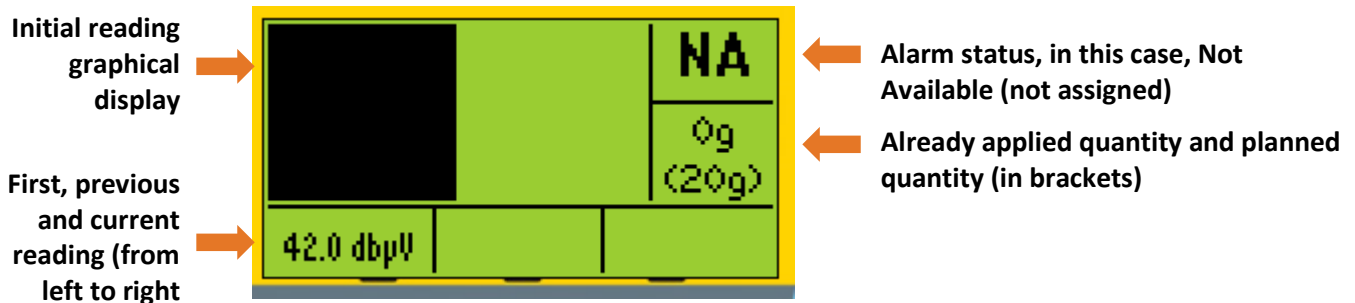 Initial reading
graphical
display
First, previous
and current
reading (from
left to right
NA
0g
(20g)
42.0 dbµV
Alarm status, in this case, Not
Available (not assigned)
Already applied quantity and planned
quantity (in brackets)